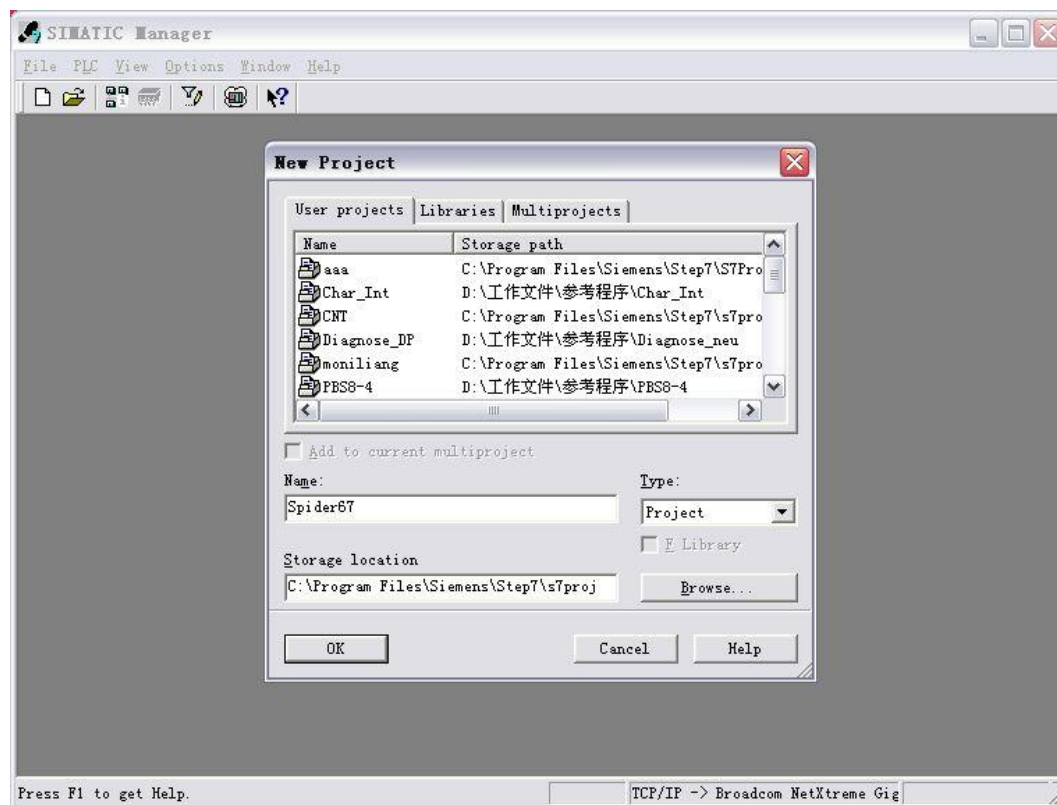 SIMATIC Manager
File PLC View Options Window Help
New Project
User projects Libraries Multiprojects
Name Storage path
aaa C:\Program Files\Siemens\Step7\S7Pro
Char_Int D:\工作文件\参考程序\Char_Int
CNT C:\Program Files\Siemens\Step7\s7pro
Diagnose_DP D:\工作文件\参考程序\Diagnose_neu
moniliang C:\Program Files\Siemens\Step7\s7pro
PBS8-4 D:\工作文件\参考程序\PBS8-4
Add to current multiproject
Name: Type:
Spider67 Project
F Library
Storage location
C:\Program Files\Siemens\Step7\s7proj Browse...
OK Cancel Help
Press F1 to get Help. TCP/IP -> Broadcom NetXtreme Gig